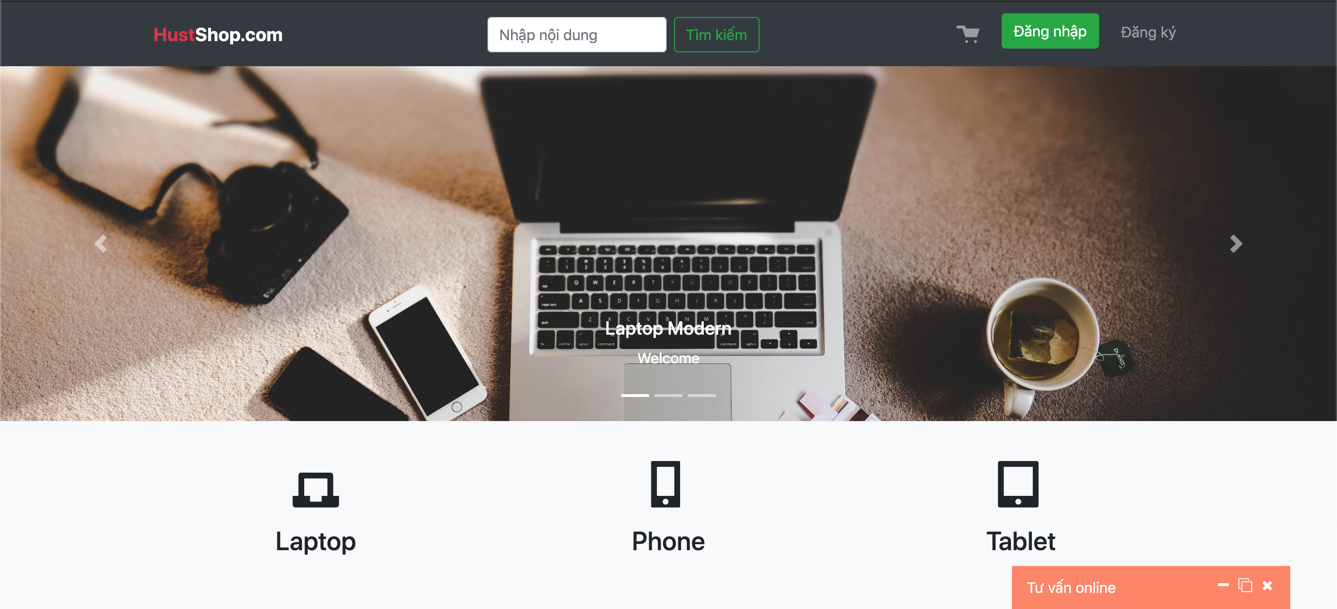 HustShop.com
Nhập nội dung
Tìm kiếm
Đăng nhập
Đăng ký
Laptop Modern
Welcome
Laptop
Phone
Tablet
Tư vấn online